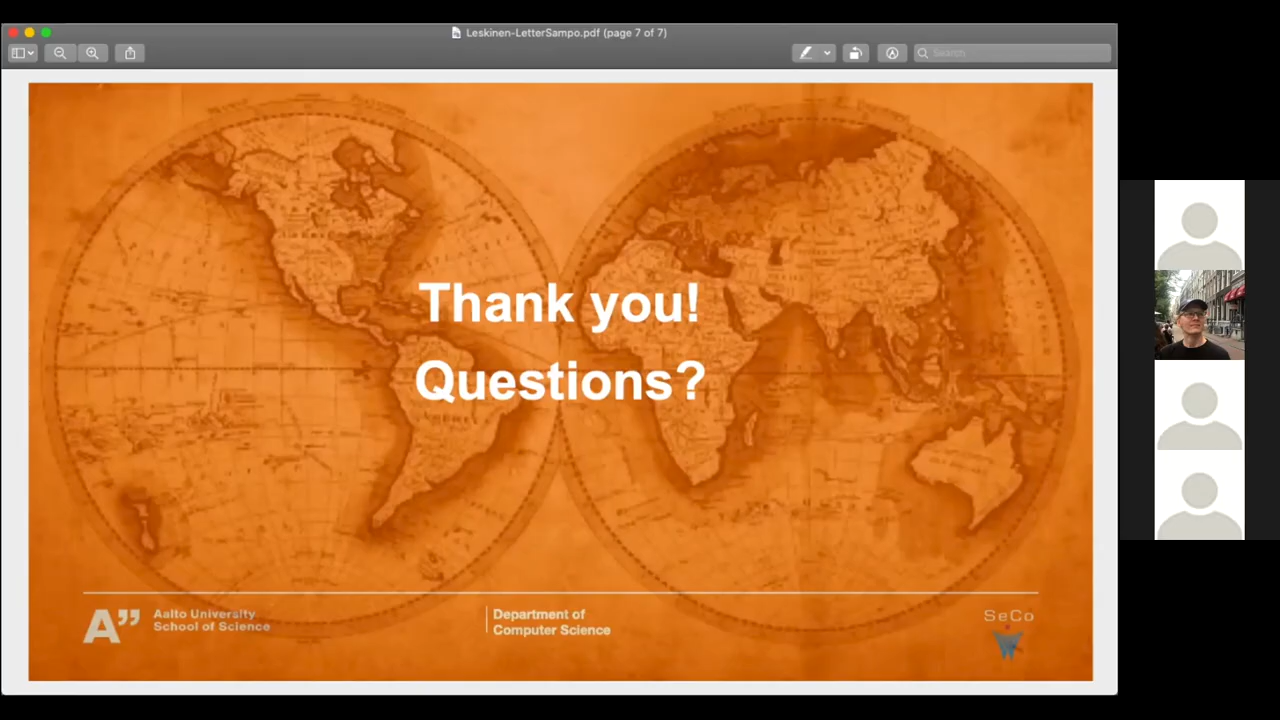 Leskinen-LetterSampo.pdf (page 7 of 7)
Search
Thank you!
Questions?
A”
Aalto University
School of Science
Department of
Computer Science
SeCo